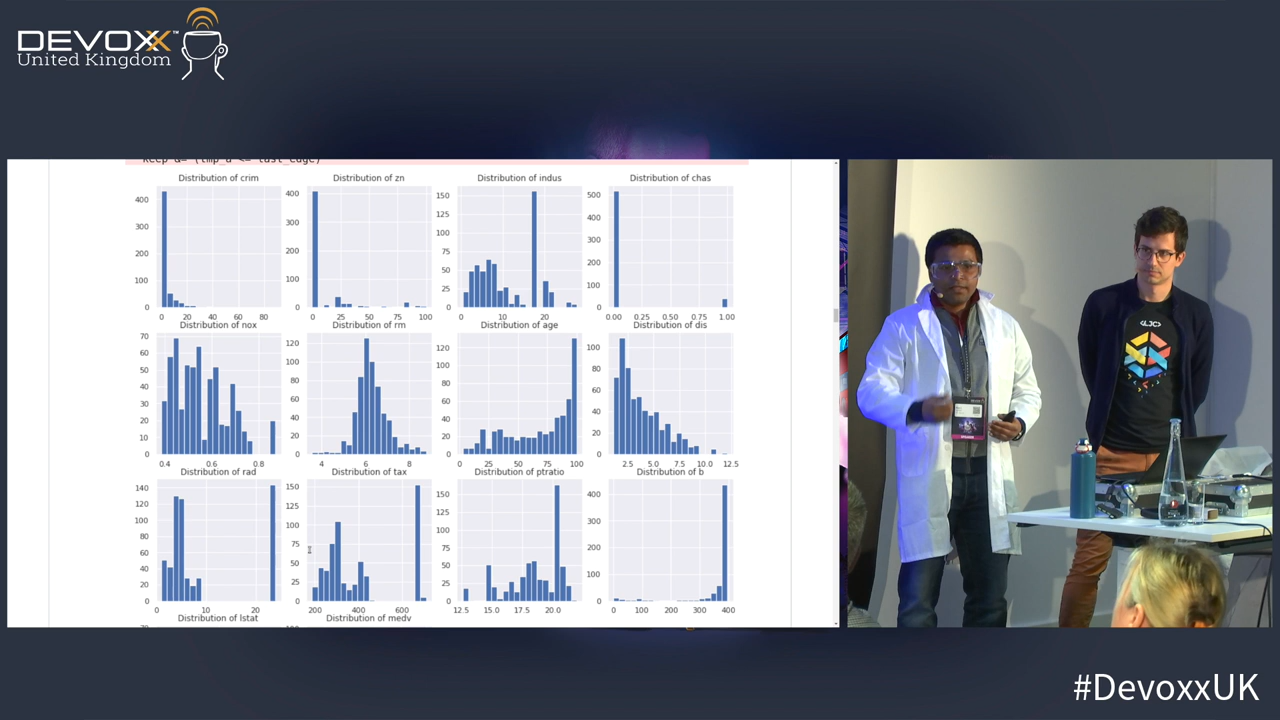 DEVOXX™
United Kingdom
keep &= (tmp_a <= last_edge)
Distribution of crim
Distribution of zn
Distribution of indus
Distribution of chas
400
300
200
100
0
0 20 40 60 80
400
300
200
100
0
0 25 50 75 100
150
125
100
75
50
25
0
0 10 20
500
400
300
200
100
0
0.00 0.25 0.50 0.75 1.00
Distribution of nox
Distribution of rm
Distribution of age
Distribution of dis
70
60
50
40
30
20
10
0
0.4 0.6 0.8
120
100
80
60
40
20
0
4 6 8
120
100
80
60
40
20
0
0 25 50 75 100
100
80
60
40
20
0
2.5 5.0 7.5 10.0 12.5
Distribution of rad
Distribution of tax
Distribution of ptratio
Distribution of b
140
120
100
80
60
40
20
0
0 10 20
150
125
100
75
50
25
0
200 400 600
150
125
100
75
50
25
0
12.5 15.0 17.5 20.0
400
300
200
100
0
0 100 200 300 400
Distribution of lstat
Distribution of medv
<LJC>
#DevoxxUK